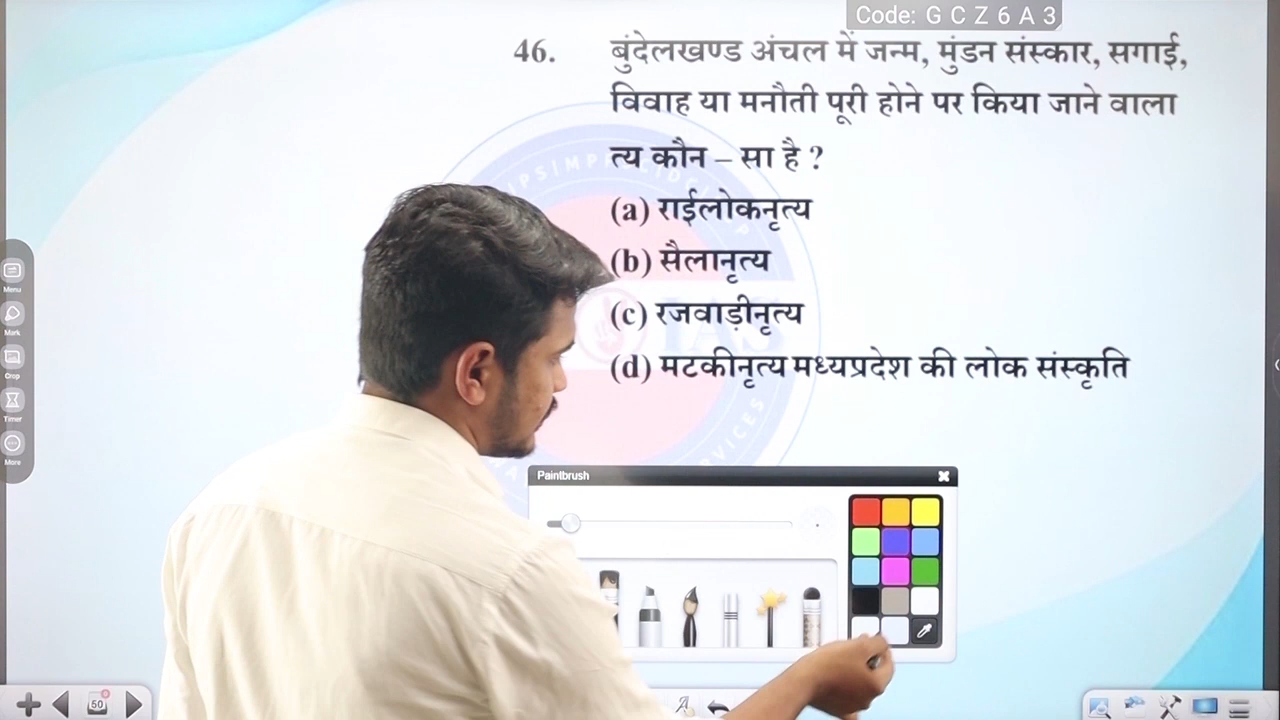 Code: G C Z 6 A 3
46. बुंदेलखण्ड अंचल में जन्म, मुंडन संस्कार, सगाई,
विवाह या मनौती पूरी होने पर किया जाने वाला
त्य कौन – सा है ?
(a) राईलोकनृत्य
(b) सैलानृत्य
(c) रजवाड़ीनृत्य
(d) मटकीनृत्य मध्यप्रदेश की लोक संस्कृति
Menu
Mark
Crop
Timer
More
Paintbrush
50